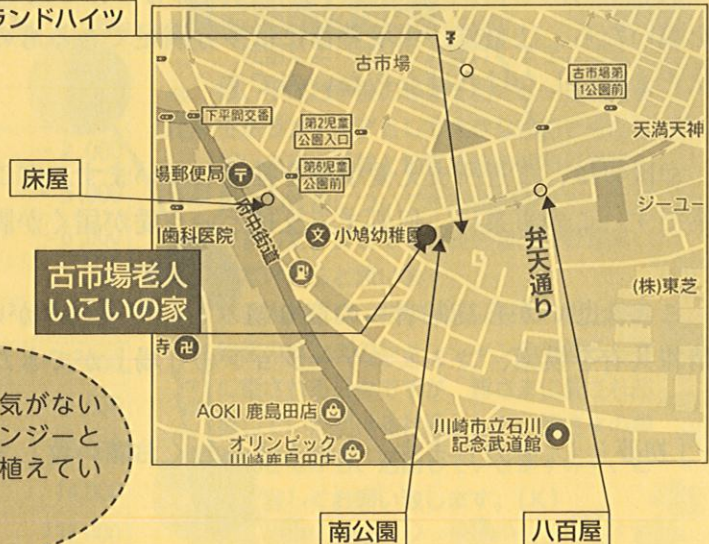 ランドハイツ
古市場
古市場第
1公園前
下平間交番
第2児童
公園入口
天満天神
床屋
場郵便局
〒
第6児童
公園前
府中街道
ジーユー
歯科医院
文
小鳩幼稚園
弁天通り
古市場老人
いこいの家
(株)東芝
寺
卍
気がない
ンジーと
植えてい
AOKI 鹿島田店
オリンピック
川崎鹿島田店
川崎市立石川
記念武道館
南公園
八百屋